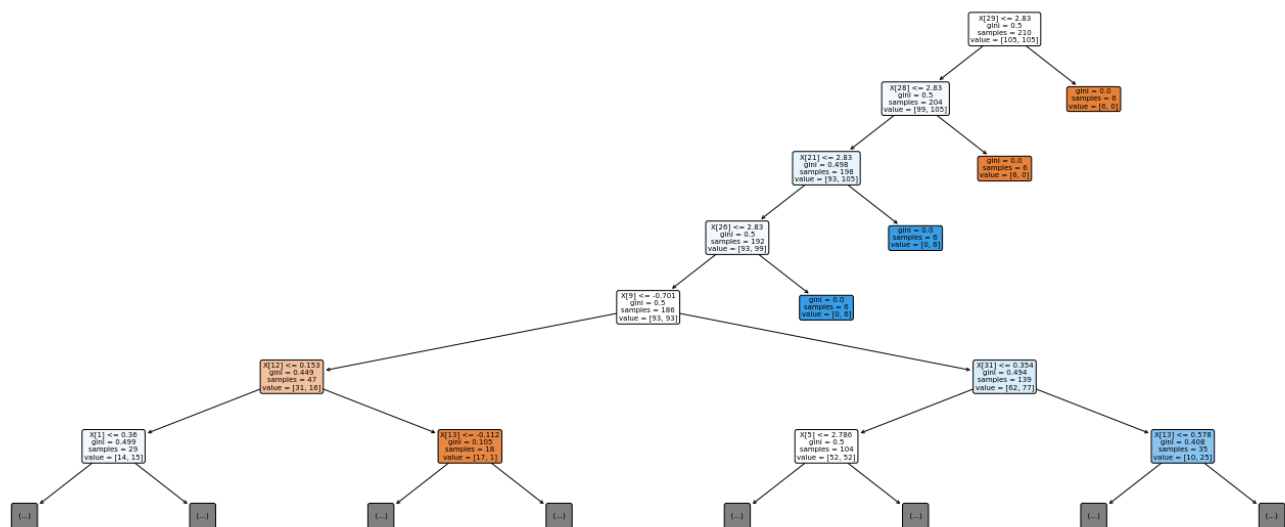 X[29] <= 2.83
gini = 0.5
samples = 210
value = [105, 105]
X[28] <= 2.83
gini = 0.5
samples = 204
value = [99, 105]
gini = 0.0
samples = 6
value = [6, 0]
X[21] <= 2.83
gini = 0.498
samples = 198
value = [93, 105]
gini = 0.0
samples = 6
value = [6, 0]
X[26] <= 2.83
gini = 0.5
samples = 192
value = [93, 99]
gini = 0.0
samples = 6
value = [0, 6]
X[9] <= -0.701
gini = 0.5
samples = 186
value = [93, 93]
gini = 0.0
samples = 6
value = [0, 6]
X[12] <= 0.153
gini = 0.449
samples = 47
value = [31, 16]
X[31] <= 0.354
gini = 0.494
samples = 139
value = [62, 77]
X[1] <= 0.36
gini = 0.499
samples = 29
value = [14, 15]
X[13] <= -0.112
gini = 0.105
samples = 18
value = [17, 1]
X[5] <= 2.786
gini = 0.5
samples = 104
value = [52, 52]
X[13] <= 0.578
gini = 0.408
samples = 35
value = [10, 25]
(...)
(...)
(...)
(...)
(...)
(...)
(...)
(...)